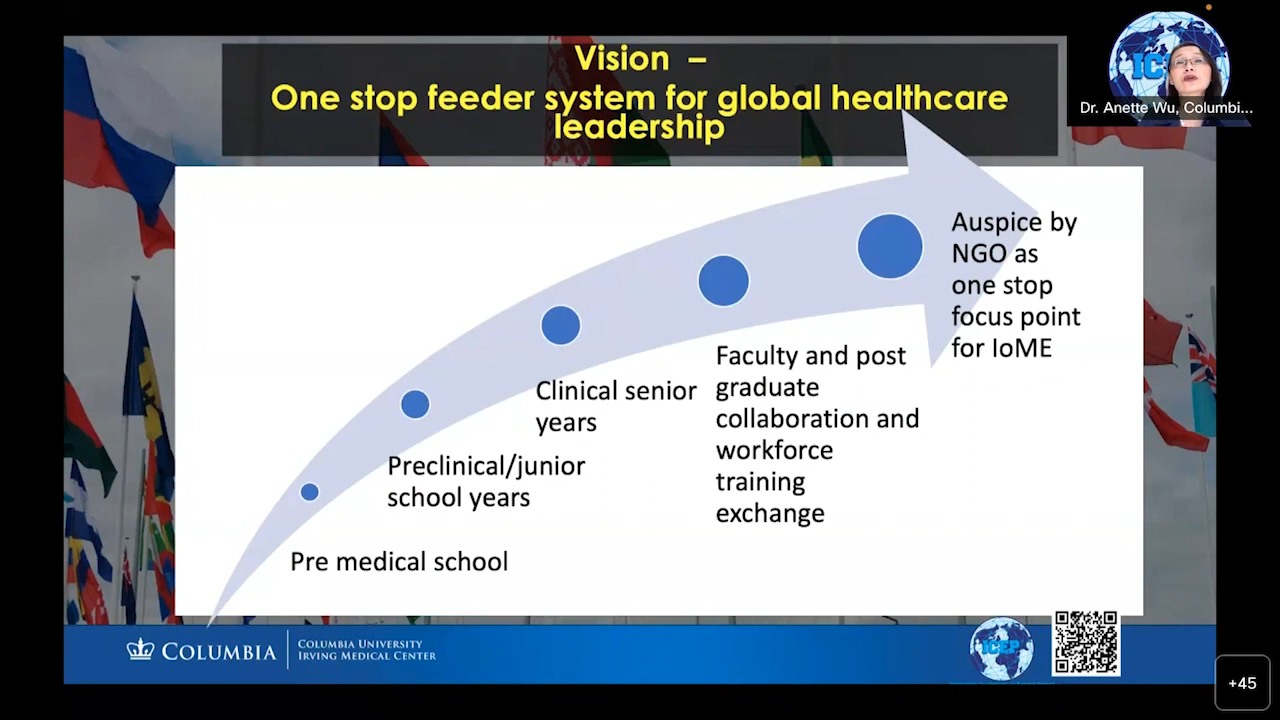 Vision –
One stop feeder system for global healthcare
leadership
IC
Dr. Anette Wu, Columbi...
Auspice by
NGO as
one stop
focus point
for IoME
Faculty and post
graduate
collaboration and
workforce
training
exchange
Clinical senior
years
Preclinical/junior
school years
Pre medical school
COLUMBIA
COLUMBIA UNIVERSITY
IRVING MEDICAL CENTER
ICEP
+45